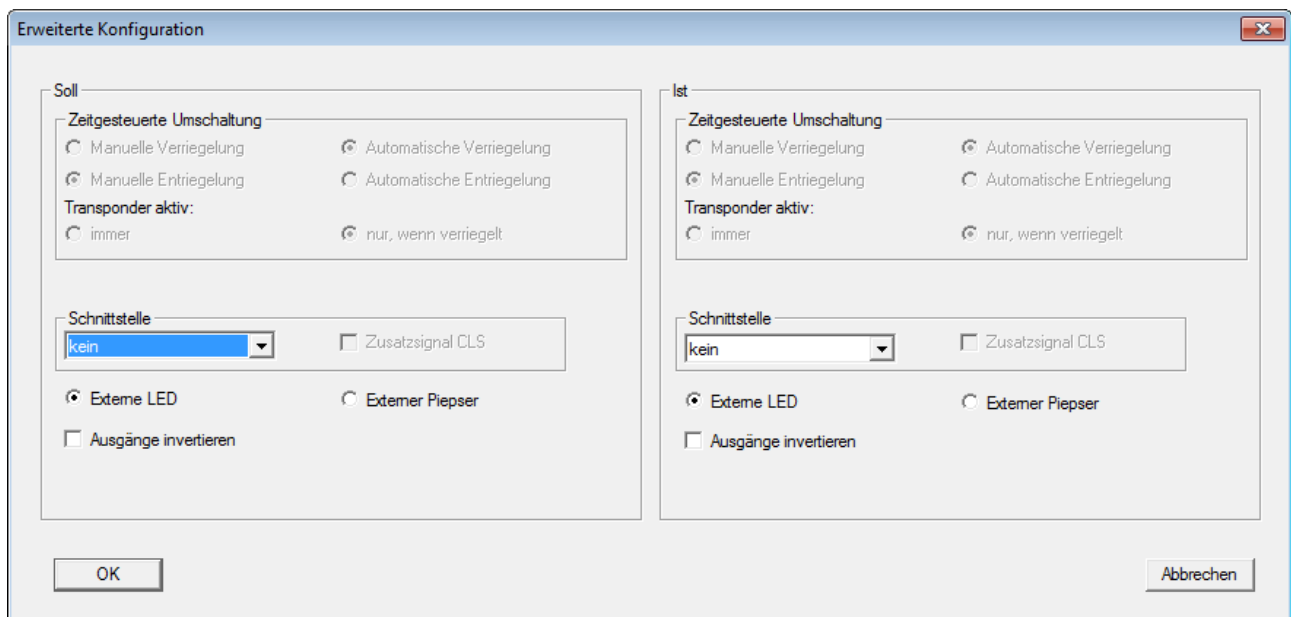 Erweiterte Konfiguration
Soll
Zeitgesteuerte Umschaltung
Manuelle Verriegelung Automatische Verriegelung
Manuelle Entriegelung Automatische Entriegelung
Transponder aktiv:
immer nur, wenn verriegelt
Schnittstelle
kein Zusatzsignal CLS
Externe LED Externer Piepser
Ausgänge invertieren
Ist
Zeitgesteuerte Umschaltung
Manuelle Verriegelung Automatische Verriegelung
Manuelle Entriegelung Automatische Entriegelung
Transponder aktiv:
immer nur, wenn verriegelt
Schnittstelle
kein Zusatzsignal CLS
Externe LED Externer Piepser
Ausgänge invertieren
OK Abbrechen